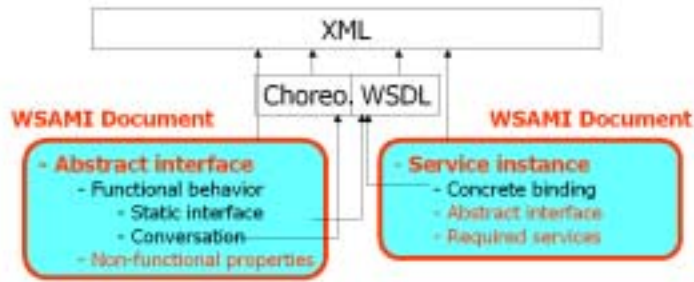 XML
Choreo. WSDL
WSAMI Document
WSAMI Document
- Abstract interface
- Functional behavior
- Static interface
- Conversation
- Non-functional properties
- Service instance
- Concrete binding
- Abstract interface
- Required services